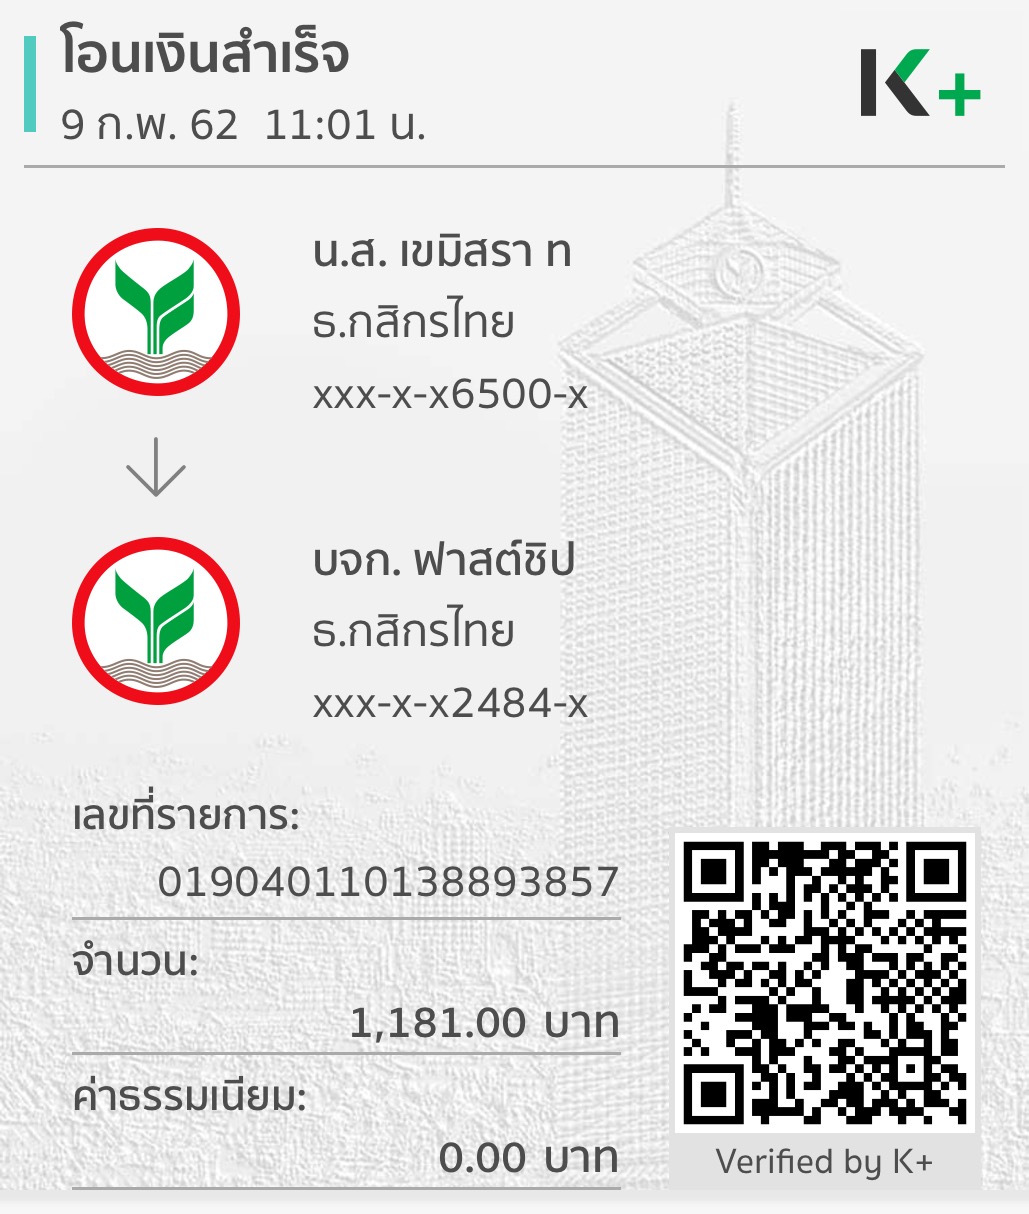 โอนเงินสำเร็จ
9 ก.พ. 62 11:01 น.
K+
น.ส. เขมิสรา ท
ธ.กสิกรไทย
xxx-x-x6500-x
บจก. ฟาสต์ชิป
ธ.กสิกรไทย
xxx-x-x2484-x
เลขที่รายการ:
019040110138893857
จำนวน:
1,181.00 บาท
ค่าธรรมเนียม:
0.00 บาท
Verified by K+